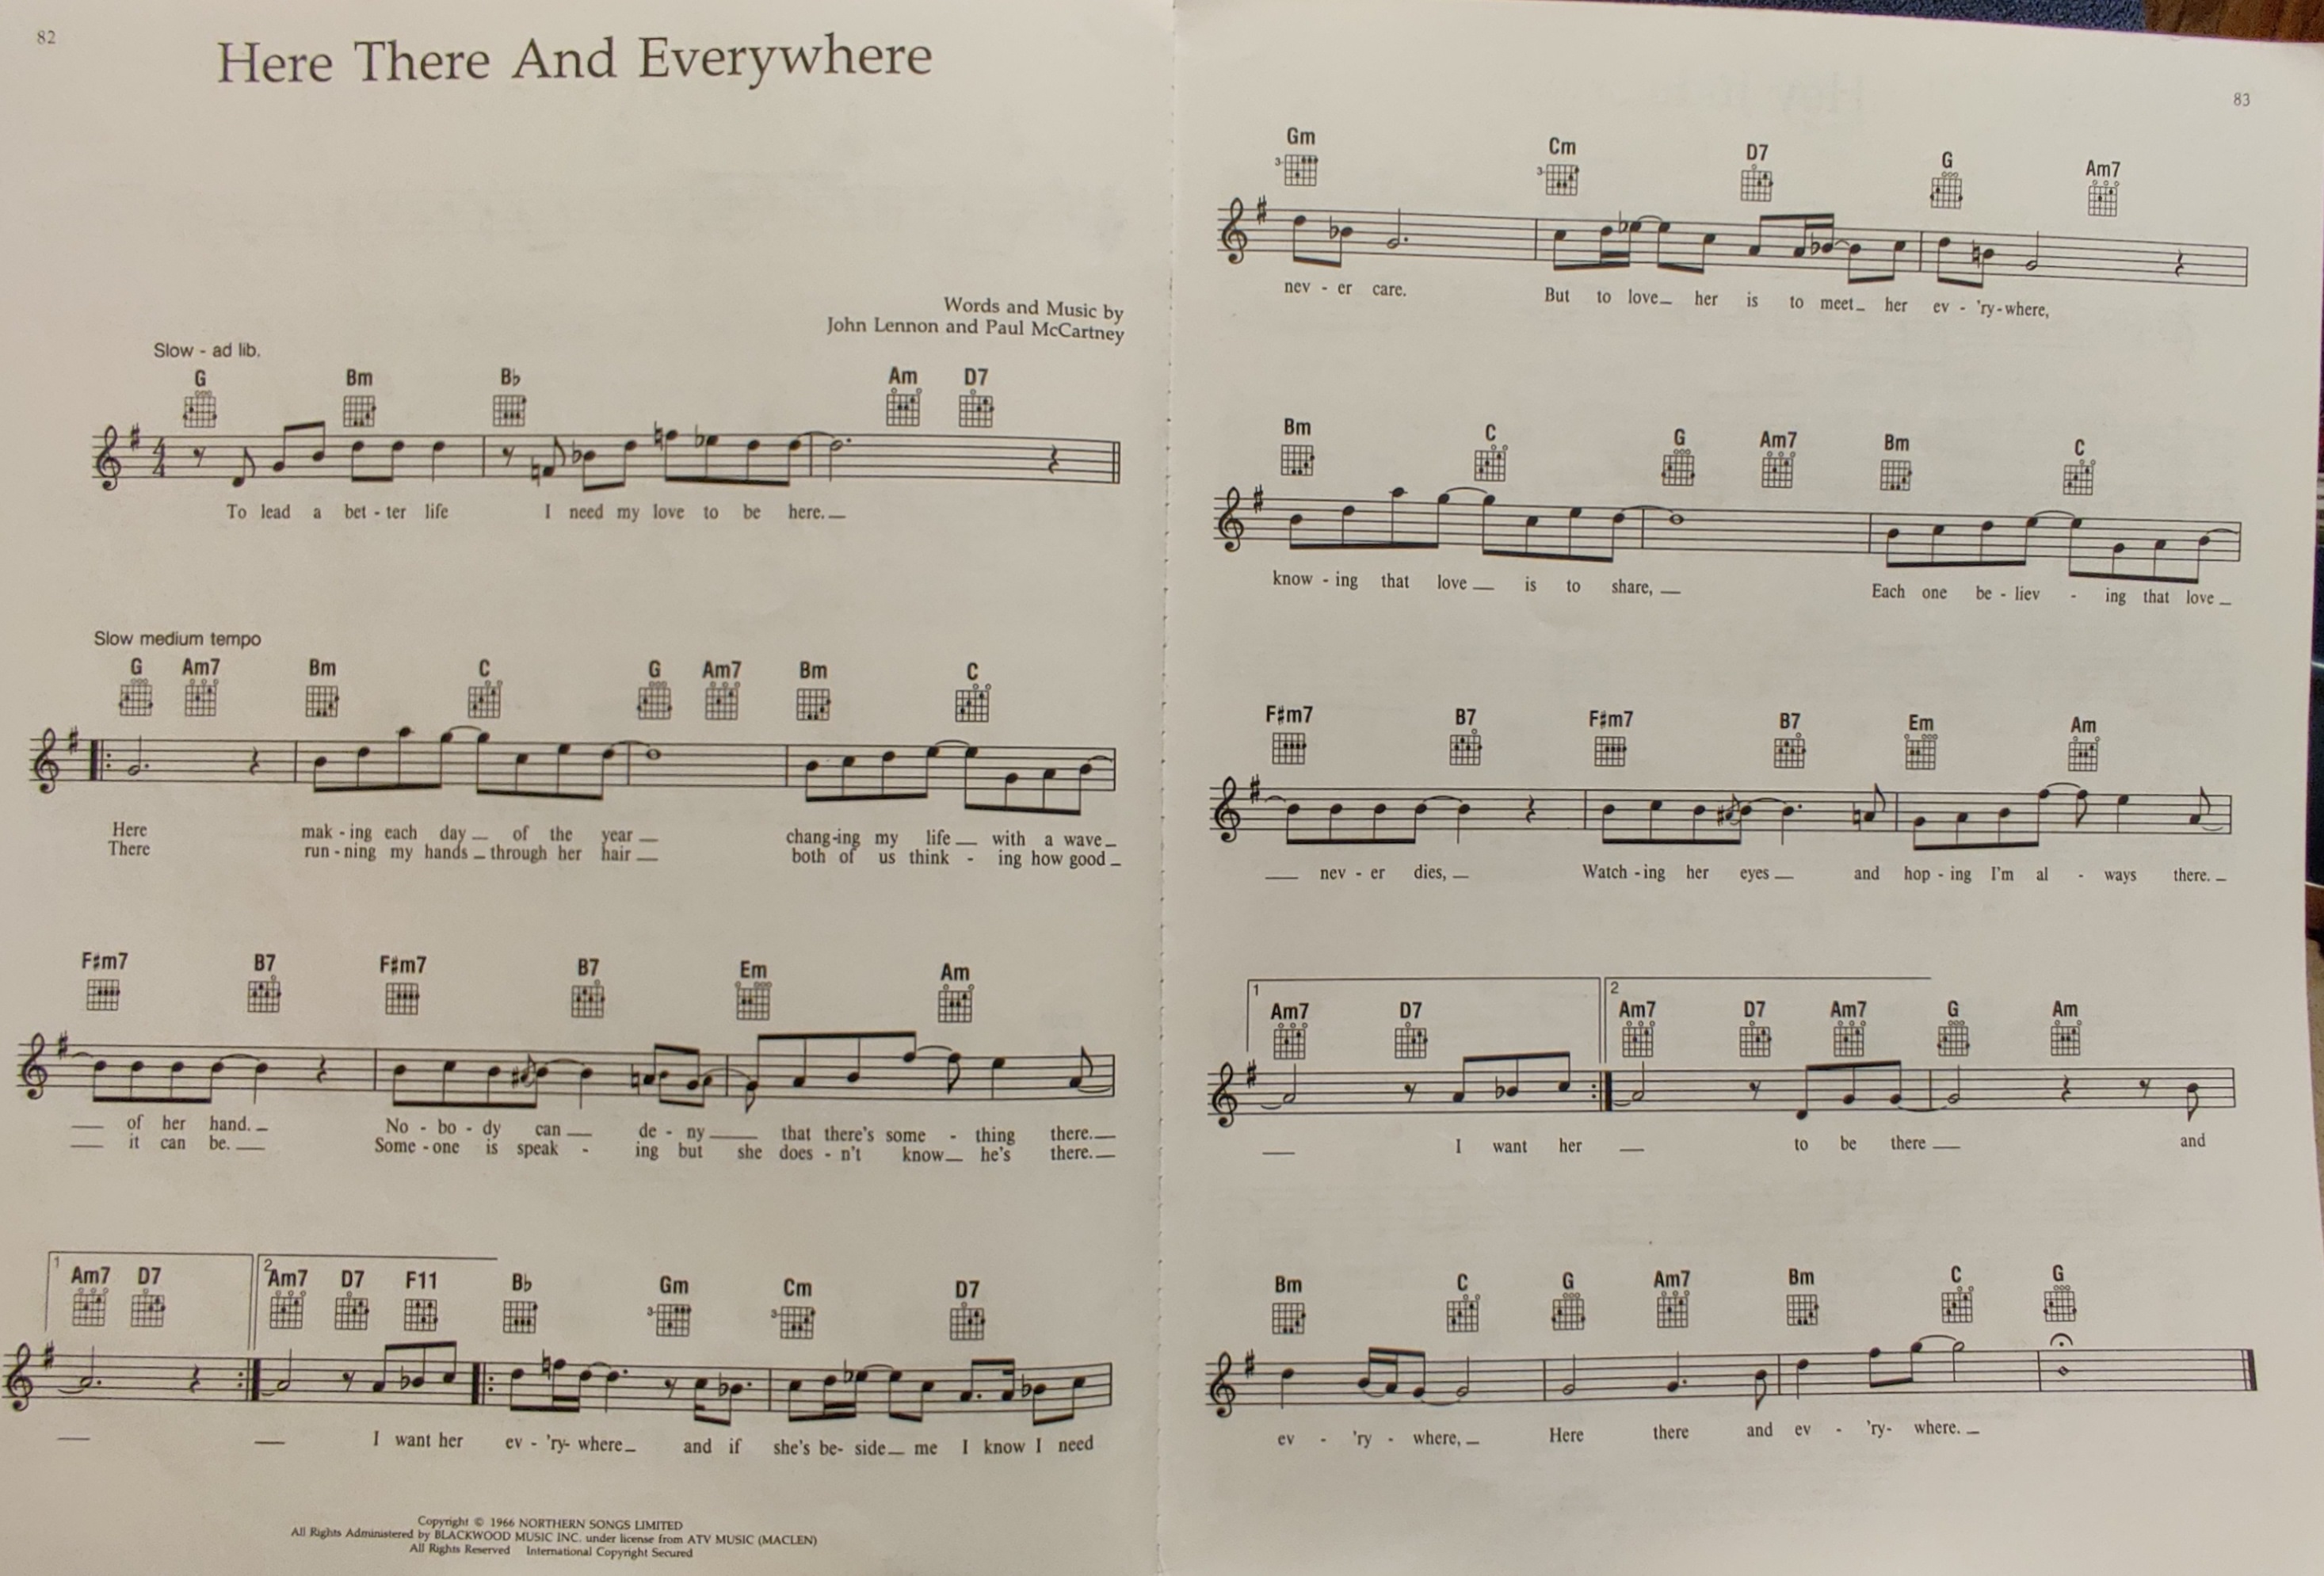 82
Here There And Everywhere
Words and Music by
John Lennon and Paul McCartney
Slow - ad lib.
G Bm B♭ Am D7
4
4
To lead a bet - ter life I need my love to be here.
Slow medium tempo
G Am7 Bm C G Am7 Bm C
Here mak - ing each day of the year chang-ing my life with a wave
There run - ning my hands through her hair both of us think - ing how good
F♯m7 B7 F♯m7 B7 Em Am
of her hand. No - bo - dy can de - ny that there's some - thing there.
it can be. Some - one is speak - ing but she does - n't know he's there.
1 2
Am7 D7 Am7 D7 F11 B♭ Gm Cm D7
3 3
I want her ev - 'ry- where and if she's be- side me I know I need
Copyright © 1966 NORTHERN SONGS LIMITED
All Rights Administered by BLACKWOOD MUSIC INC. under license from ATV MUSIC (MACLEN)
All Rights Reserved International Copyright Secured
83
Gm Cm D7 G Am7
3 3
nev - er care. But to love her is to meet her ev - 'ry-where,
Bm C G Am7 Bm C
know - ing that love is to share, Each one be - liev - ing that love
F♯m7 B7 F♯m7 B7 Em Am
nev - er dies, Watch - ing her eyes and hop - ing I'm al - ways there.
1 2
Am7 D7 Am7 D7 Am7 G Am
I want her to be there and
Bm C G Am7 Bm C G
ev - 'ry - where, Here there and ev - 'ry- where.